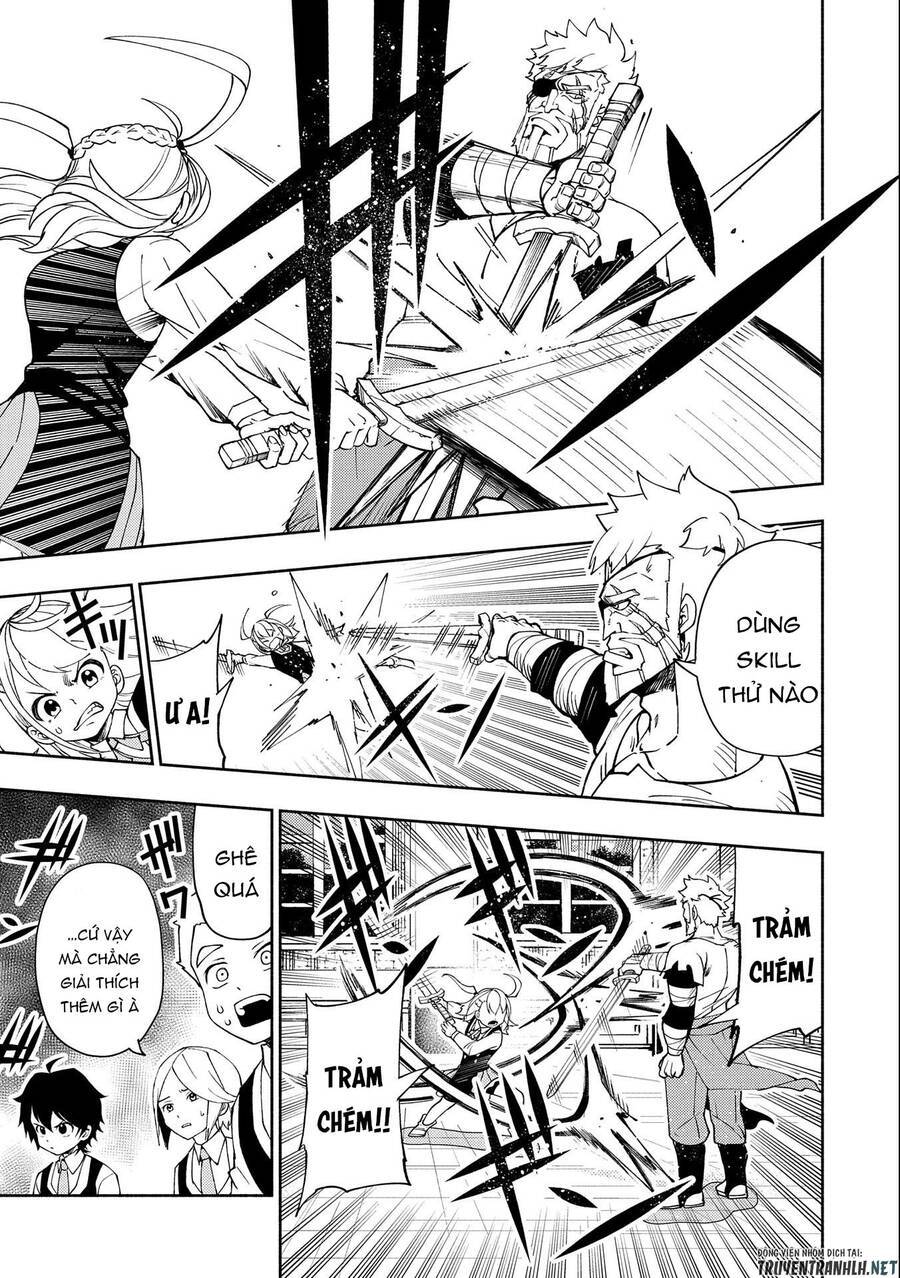 DÙNG
SKILL
THỬ NÀO
ƯA!
TRẢM
CHÉM!
TRẢM
CHÉM!!
GHÊ
QUÁ
...CỨ VẬY
MÀ CHẲNG
GIẢI THÍCH
THÊM GÌ À
ĐỘNG VIÊN NHÓM DỊCH TẠI:
TRUYENTRANHLH.NET